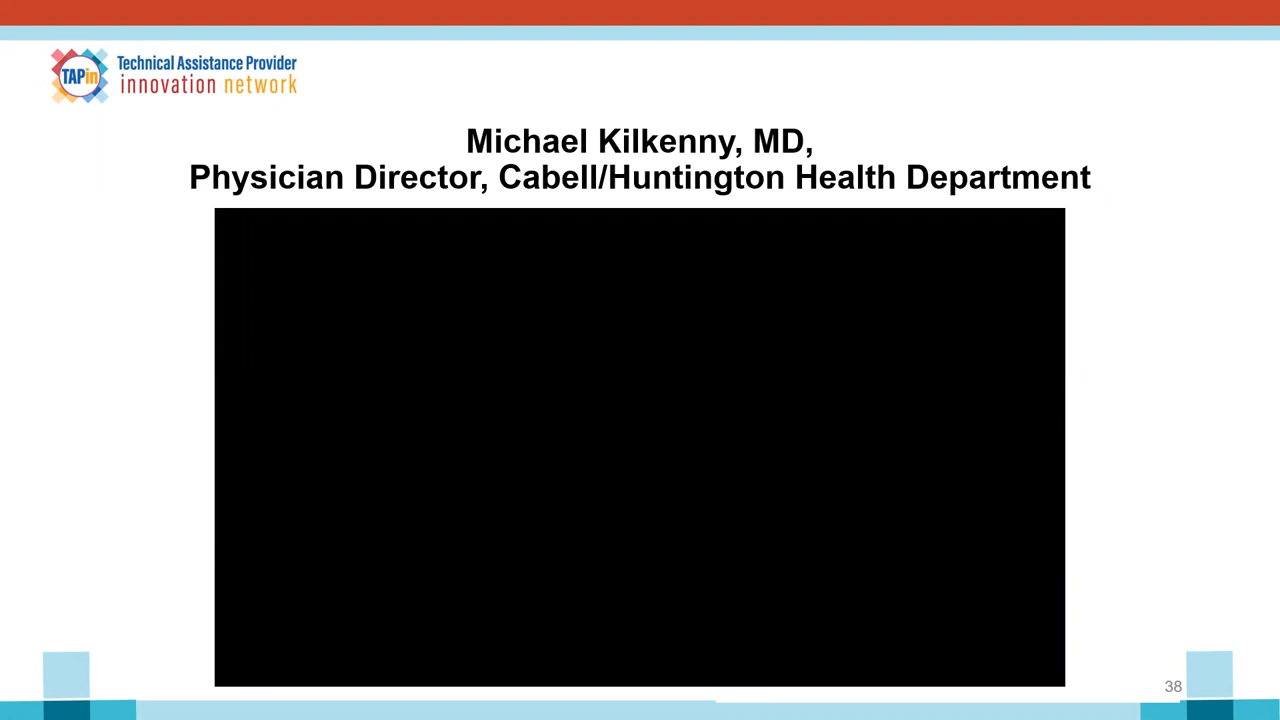 TAPin
Technical Assistance Provider
innovation network
Michael Kilkenny, MD,
Physician Director, Cabell/Huntington Health Department
38